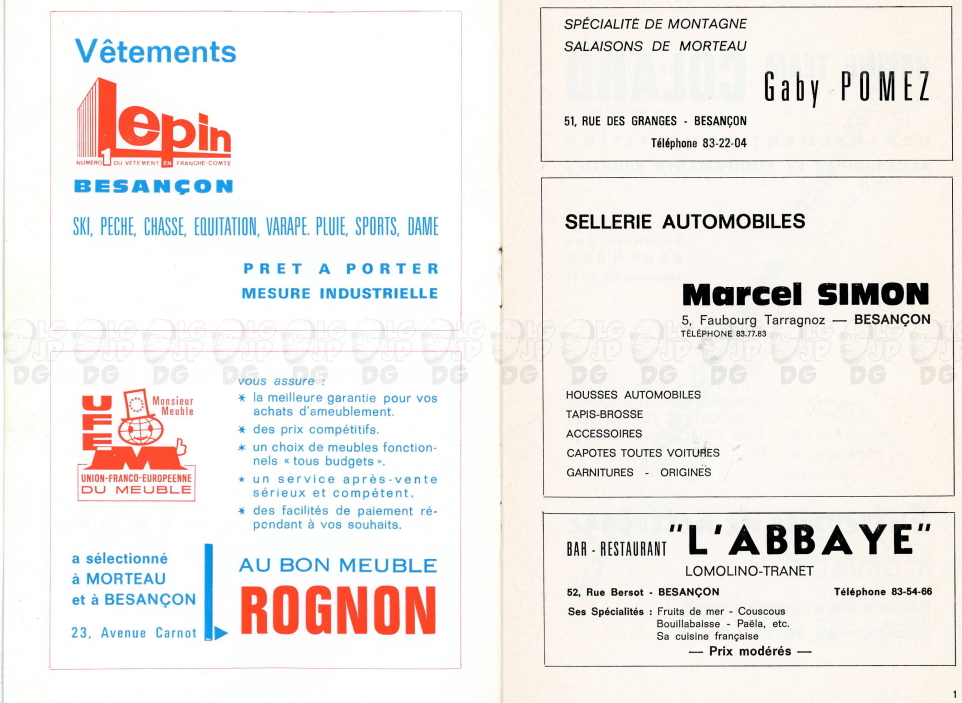 Vêtements
Lepin
NUMERO 1 DU VETEMENT EN FRANCHE-COMTE
BESANÇON
SKI, PECHE, CHASSE, EQUITATION, VARAPE. PLUIE, SPORTS, DAME
PRET A PORTER
MESURE INDUSTRIELLE
UFEM
Monsieur
Meuble
UNION-FRANCO-EUROPEENNE
DU MEUBLE
vous assure :
* la meilleure garantie pour vos
achats d'ameublement.
* des prix compétitifs.
* un choix de meubles fonction-
nels « tous budgets ».
* un service après-vente
sérieux et compétent.
* des facilités de paiement ré-
pondant à vos souhaits.
a sélectionné
à MORTEAU
et à BESANÇON
23, Avenue Carnot
AU BON MEUBLE
ROGNON
SPÉCIALITÉ DE MONTAGNE
SALAISONS DE MORTEAU
Gaby POMEZ
51, RUE DES GRANGES - BESANÇON
Téléphone 83-22-04
SELLERIE AUTOMOBILES
Marcel SIMON
5, Faubourg Tarragnoz — BESANÇON
TÉLÉPHONE 83.77.83
HOUSSES AUTOMOBILES
TAPIS-BROSSE
ACCESSOIRES
CAPOTES TOUTES VOITURES
GARNITURES - ORIGINES
BAR - RESTAURANT "L'ABBAYE"
LOMOLINO-TRANET
52, Rue Bersot - BESANÇON Téléphone 83-54-66
Ses Spécialités : Fruits de mer - Couscous
Bouillabaisse - Paëla, etc.
Sa cuisine française
— Prix modérés —
1